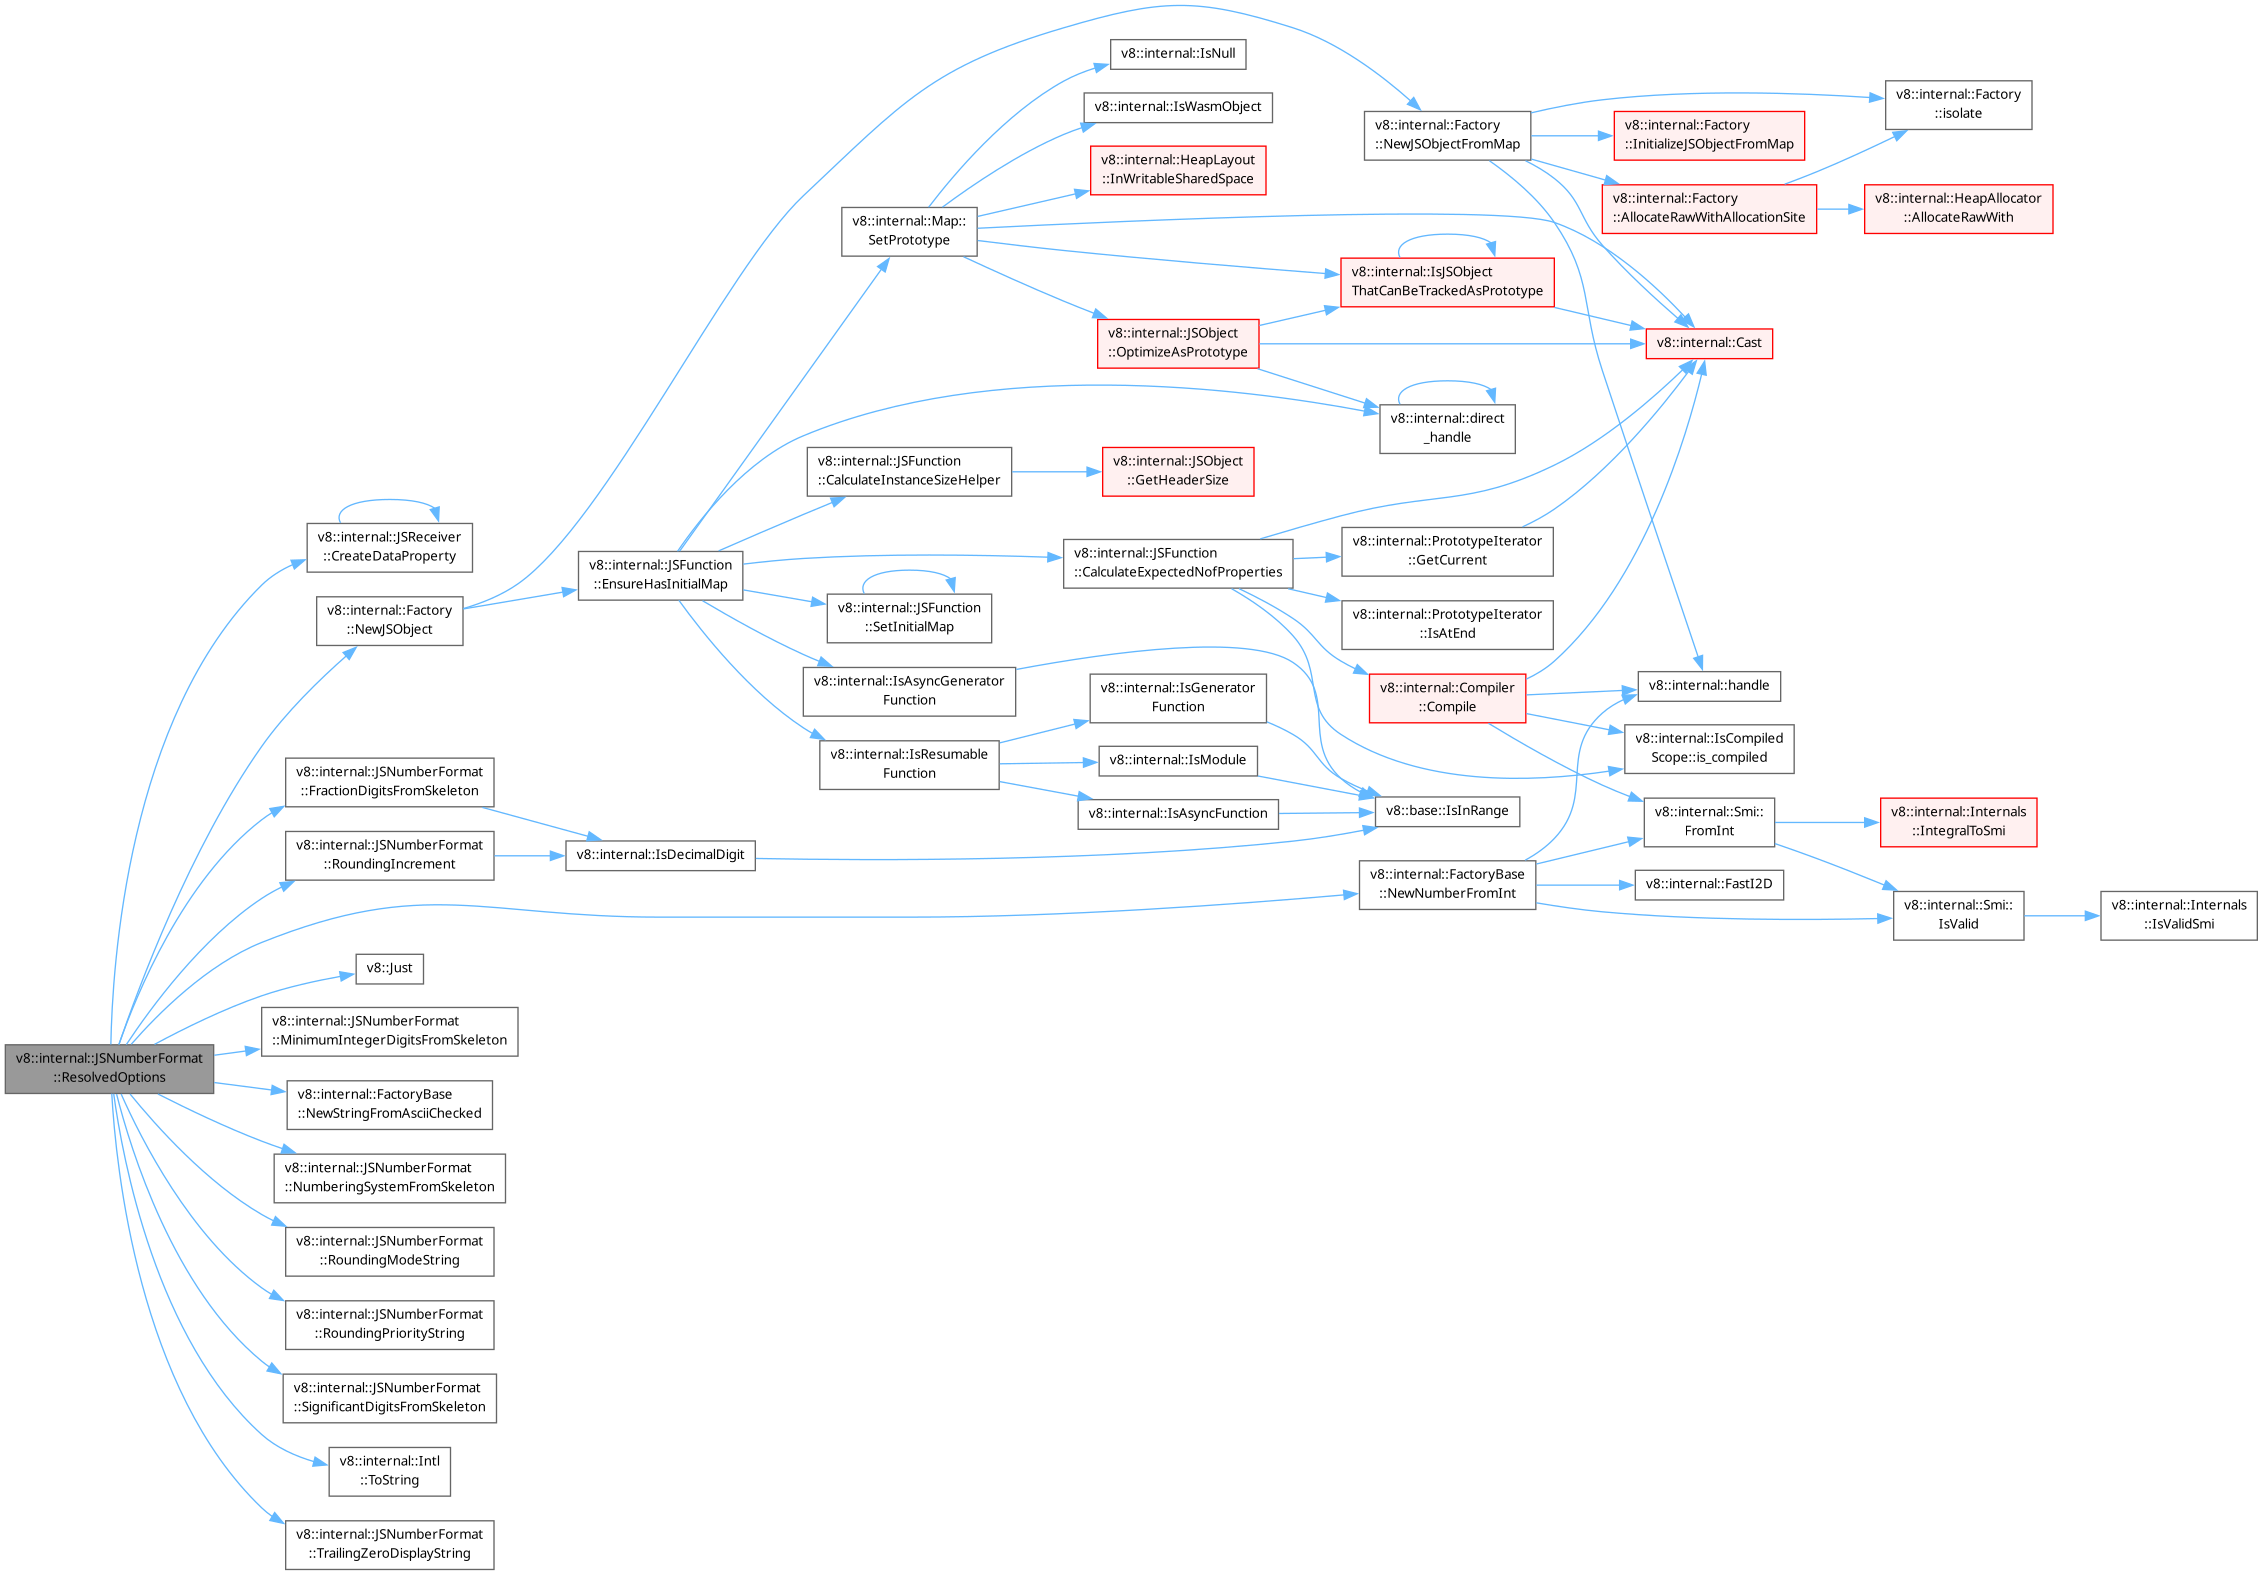 v8::internal::IsNull
v8::internal::IsWasmObject
v8::internal::HeapLayout
::InWritableSharedSpace
v8::internal::Map::
SetPrototype
v8::internal::Factory
::NewJSObjectFromMap
v8::internal::Factory
::isolate
v8::internal::Factory
::InitializeJSObjectFromMap
v8::internal::Factory
::AllocateRawWithAllocationSite
v8::internal::HeapAllocator
::AllocateRawWith
v8::internal::IsJSObject
ThatCanBeTrackedAsPrototype
v8::internal::JSObject
::OptimizeAsPrototype
v8::internal::Cast
v8::internal::direct
_handle
v8::internal::JSFunction
::CalculateInstanceSizeHelper
v8::internal::JSObject
::GetHeaderSize
v8::internal::JSReceiver
::CreateDataProperty
v8::internal::Factory
::NewJSObject
v8::internal::JSFunction
::EnsureHasInitialMap
v8::internal::JSFunction
::CalculateExpectedNofProperties
v8::internal::PrototypeIterator
::GetCurrent
v8::internal::JSFunction
::SetInitialMap
v8::internal::PrototypeIterator
::IsAtEnd
v8::internal::IsAsyncGenerator
Function
v8::internal::IsGenerator
Function
v8::internal::Compiler
::Compile
v8::internal::handle
v8::internal::IsCompiled
Scope::is_compiled
v8::internal::IsResumable
Function
v8::internal::IsModule
v8::internal::IsAsyncFunction
v8::base::IsInRange
v8::internal::Smi::
FromInt
v8::internal::Internals
::IntegralToSmi
v8::internal::JSNumberFormat
::FractionDigitsFromSkeleton
v8::internal::JSNumberFormat
::RoundingIncrement
v8::internal::IsDecimalDigit
v8::internal::FactoryBase
::NewNumberFromInt
v8::internal::FastI2D
v8::internal::Smi::
IsValid
v8::internal::Internals
::IsValidSmi
v8::Just
v8::internal::JSNumberFormat
::MinimumIntegerDigitsFromSkeleton
v8::internal::JSNumberFormat
::ResolvedOptions
v8::internal::FactoryBase
::NewStringFromAsciiChecked
v8::internal::JSNumberFormat
::NumberingSystemFromSkeleton
v8::internal::JSNumberFormat
::RoundingModeString
v8::internal::JSNumberFormat
::RoundingPriorityString
v8::internal::JSNumberFormat
::SignificantDigitsFromSkeleton
v8::internal::Intl
::ToString
v8::internal::JSNumberFormat
::TrailingZeroDisplayString